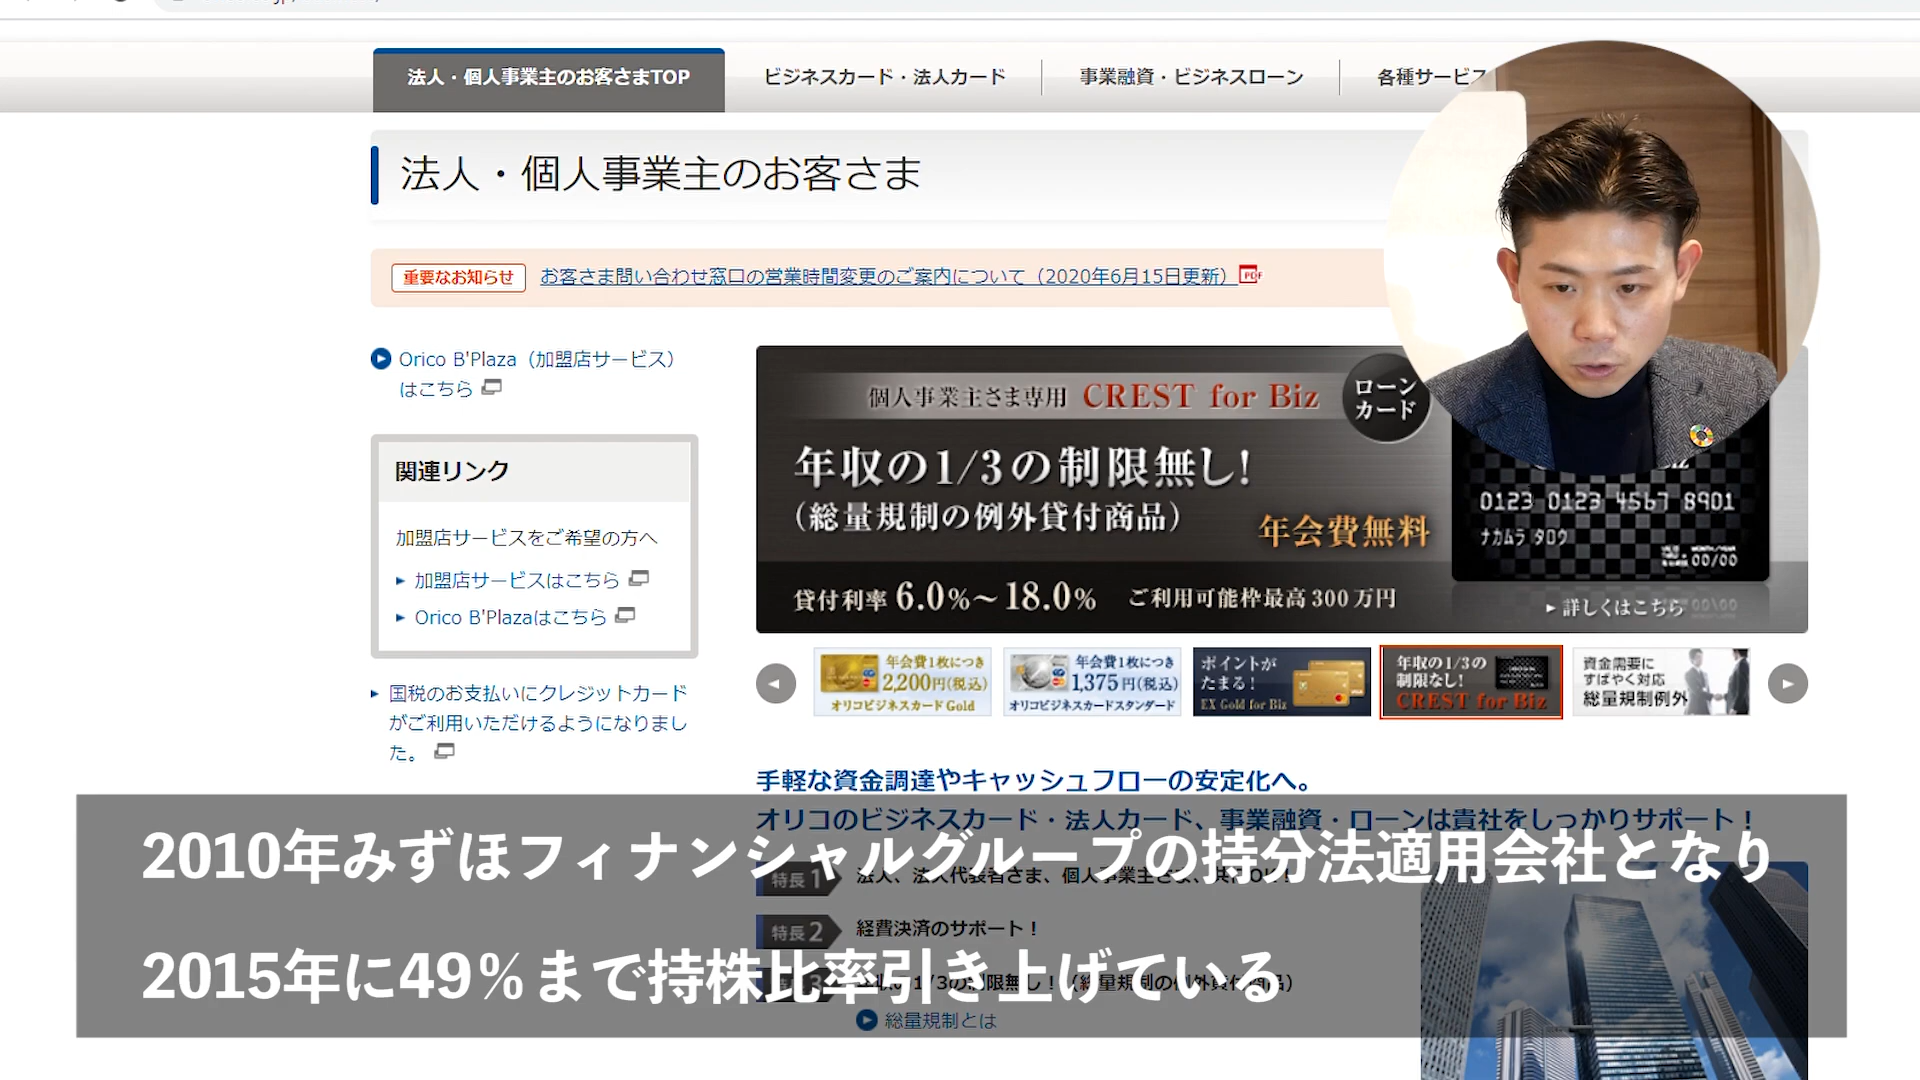 法人・個人事業主のお客さまTOP
ビジネスカード・法人カード
事業融資・ビジネスローン
各種サービス
法人・個人事業主のお客さま
重要なお知らせ
お客さま問い合わせ窓口の営業時間変更のご案内について（2020年6月15日更新）
PDF
Orico B'Plaza（加盟店サービス）
はこちら
関連リンク
加盟店サービスをご希望の方へ
加盟店サービスはこちら
Orico B'Plazaはこちら
国税のお支払いにクレジットカード
がご利用いただけるようになりまし
た。
個人事業主さま専用 CREST for Biz
ローン
カード
年収の1/3の制限無し!
（総量規制の例外貸付商品）
年会費無料
貸付利率 6.0%～18.0% ご利用可能枠最高300万円
0123 0123 4567 8901
ナカムラ タロウ
00/00
詳しくはこちら
年会費1枚につき
2,200円(税込)
オリコビジネスカードGold
年会費1枚につき
1,375円(税込)
オリコビジネスカードスタンダード
ポイントが
たまる!
EX Gold for Biz
年収の1/3の
制限なし!
CREST for Biz
資金需要に
すばやく対応
総量規制例外
手軽な資金調達やキャッシュフローの安定化へ。
オリコのビジネスカード・法人カード、事業融資・ローンは貴社をしっかりサポート！
2010年みずほフィナンシャルグループの持分法適用会社となり
特長1
特長2
経費決済のサポート！
2015年に49％まで持株比率引き上げている
総量規制とは